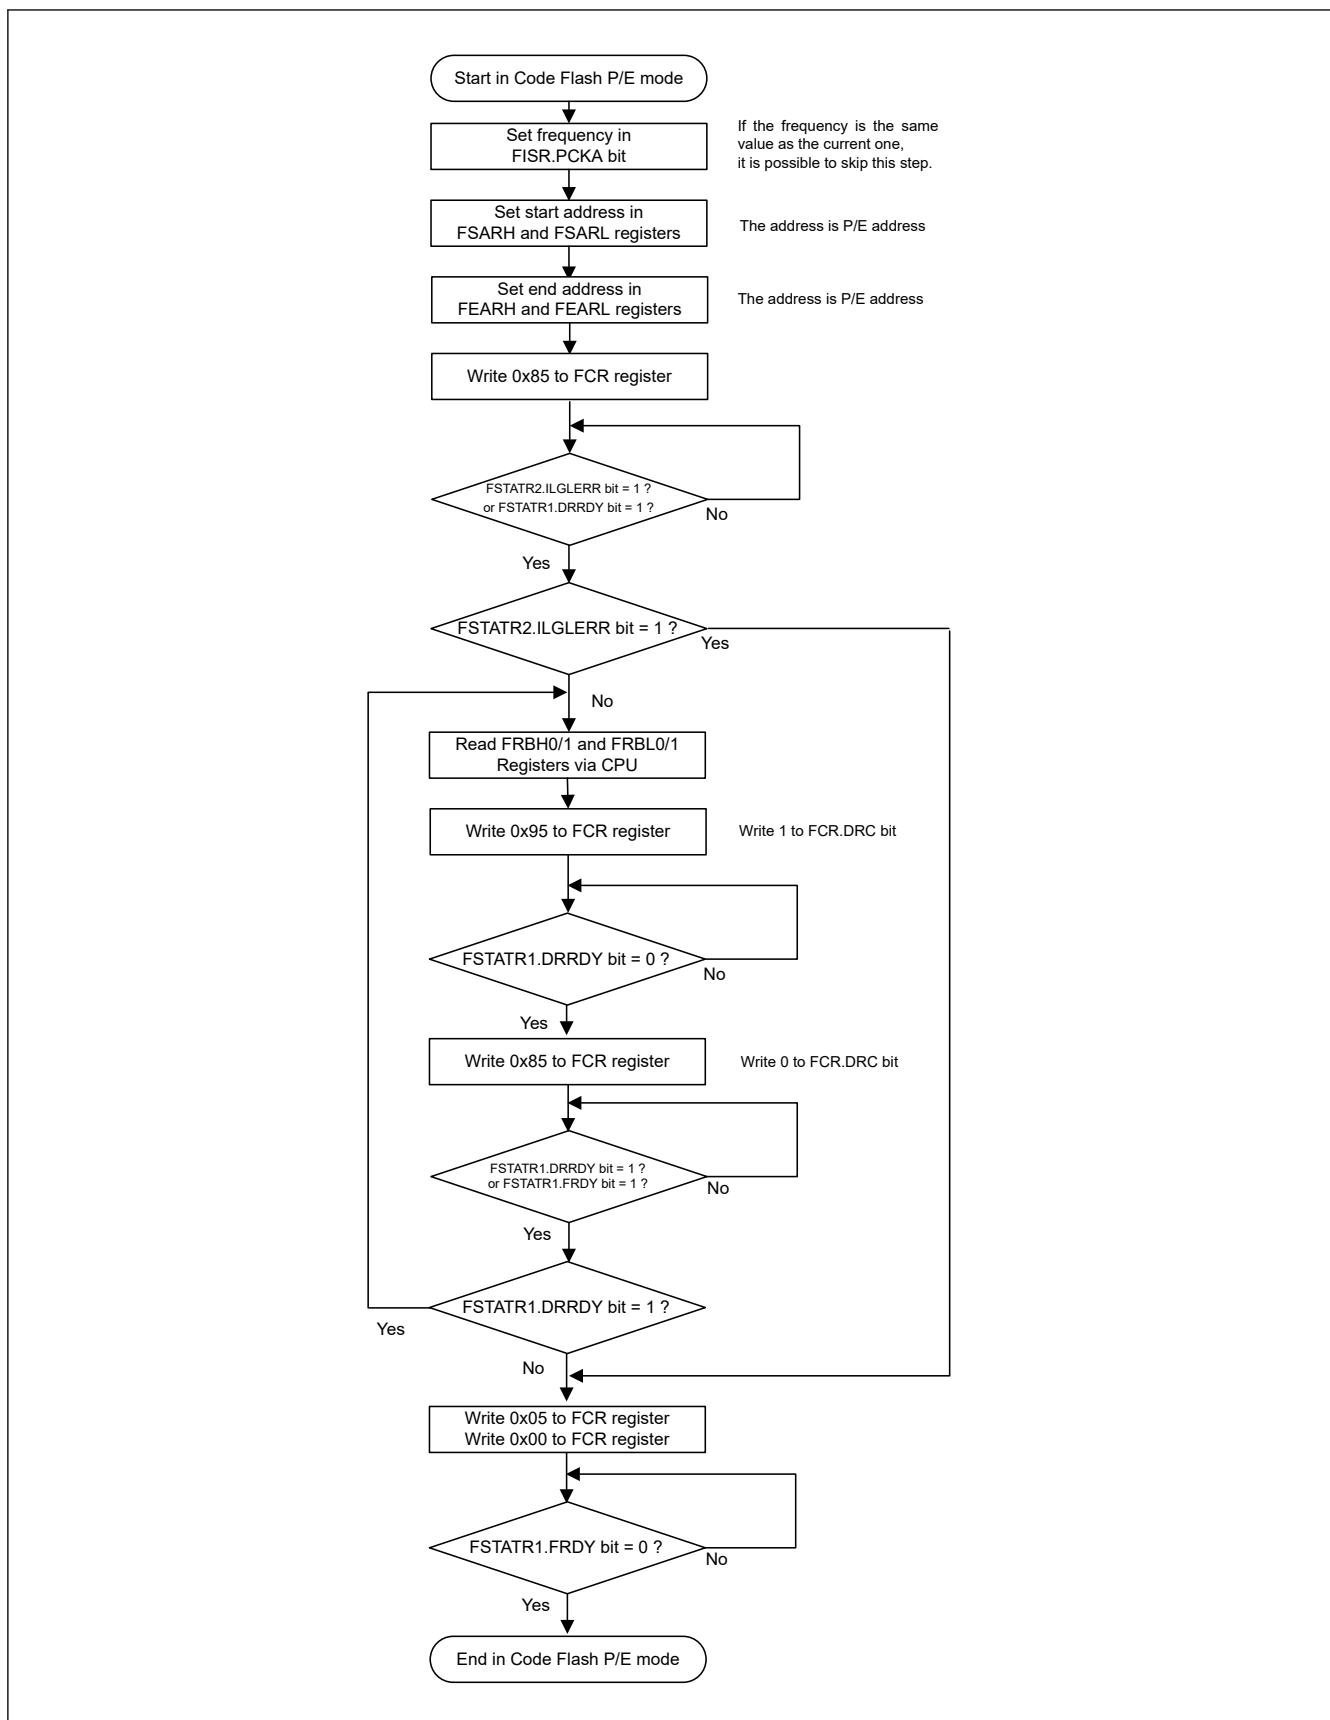 Start in Code Flash P/E mode
Set frequency in
FISR.PCKA bit
If the frequency is the same
value as the current one,
it is possible to skip this step.
Set start address in
FSARH and FSARL registers
The address is P/E address
Set end address in
FEARH and FEARL registers
The address is P/E address
Write 0x85 to FCR register
FSTATR2.ILGLERR bit = 1 ?
or FSTATR1.DRRDY bit = 1 ?
No
Yes
FSTATR2.ILGLERR bit = 1 ?
Yes
No
Read FRBH0/1 and FRBL0/1
Registers via CPU
Write 0x95 to FCR register
Write 1 to FCR.DRC bit
FSTATR1.DRRDY bit = 0 ?
No
Yes
Write 0x85 to FCR register
Write 0 to FCR.DRC bit
FSTATR1.DRRDY bit = 1 ?
or FSTATR1.FRDY bit = 1 ?
No
Yes
FSTATR1.DRRDY bit = 1 ?
Yes
No
Write 0x05 to FCR register
Write 0x00 to FCR register
FSTATR1.FRDY bit = 0 ?
No
Yes
End in Code Flash P/E mode